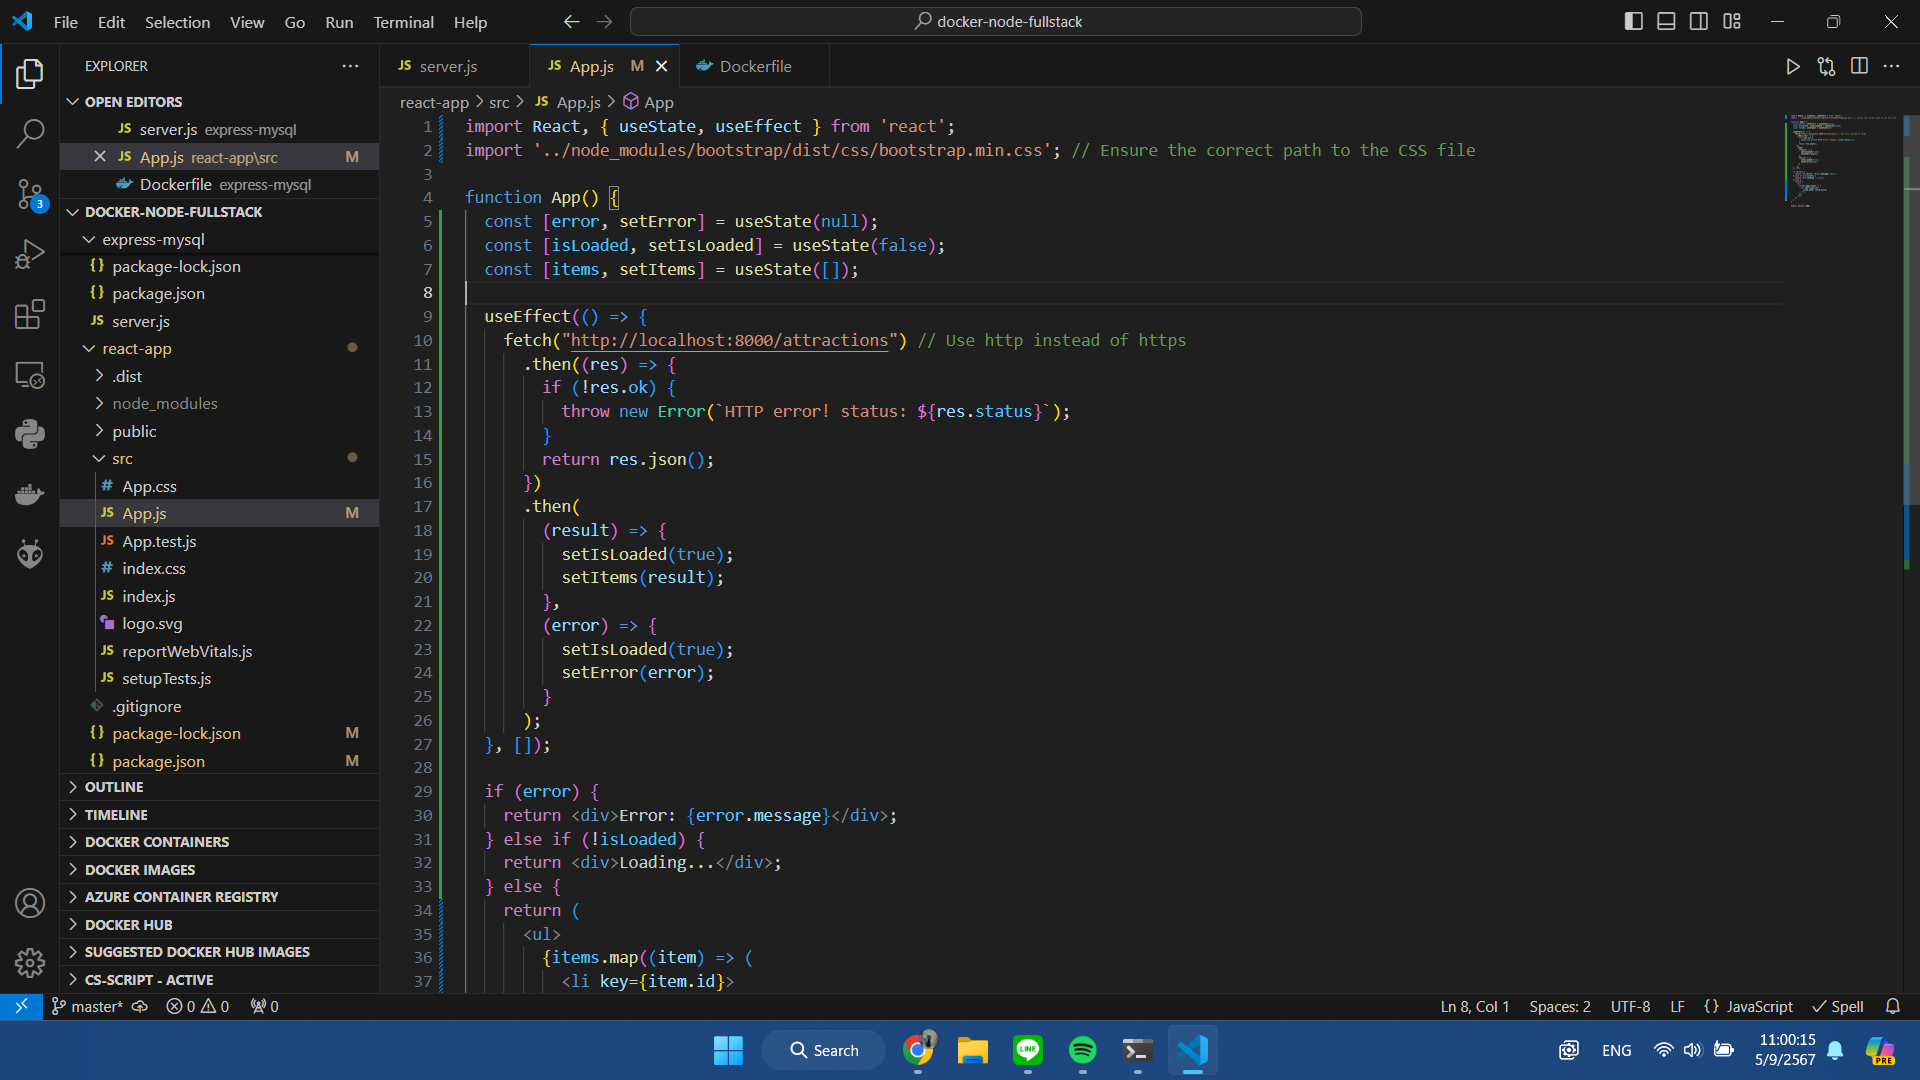 File Edit Selection View Go Run Terminal Help
docker-node-fullstack
EXPLORER
OPEN EDITORS
JS server.js express-mysql
JS App.js react-app\src M
Dockerfile express-mysql
DOCKER-NODE-FULLSTACK
express-mysql
{} package-lock.json
{} package.json
JS server.js
react-app
.dist
node_modules
public
src
# App.css
JS App.js M
JS App.test.js
# index.css
JS index.js
logo.svg
JS reportWebVitals.js
JS setupTests.js
.gitignore
{} package-lock.json M
{} package.json M
OUTLINE
TIMELINE
DOCKER CONTAINERS
DOCKER IMAGES
AZURE CONTAINER REGISTRY
DOCKER HUB
SUGGESTED DOCKER HUB IMAGES
CS-SCRIPT - ACTIVE
3
JS server.js JS App.js M Dockerfile
react-app > src > JS App.js > App
1 import React, { useState, useEffect } from 'react';
2 import '../node_modules/bootstrap/dist/css/bootstrap.min.css'; // Ensure the correct path to the CSS file
3
4 function App() {
5 const [error, setError] = useState(null);
6 const [isLoaded, setIsLoaded] = useState(false);
7 const [items, setItems] = useState([]);
8
9 useEffect(() => {
10 fetch("http://localhost:8000/attractions") // Use http instead of https
11 .then((res) => {
12 if (!res.ok) {
13 throw new Error(`HTTP error! status: ${res.status}`);
14 }
15 return res.json();
16 })
17 .then(
18 (result) => {
19 setIsLoaded(true);
20 setItems(result);
21 },
22 (error) => {
23 setIsLoaded(true);
24 setError(error);
25 }
26 );
27 }, []);
28
29 if (error) {
30 return <div>Error: {error.message}</div>;
31 } else if (!isLoaded) {
32 return <div>Loading...</div>;
33 } else {
34 return (
35 <ul>
36 {items.map((item) => (
37 <li key={item.id}>
master* 0 0 0
Ln 8, Col 1 Spaces: 2 UTF-8 LF {} JavaScript Spell
Search
LINE
ENG
11:00:15
5/9/2567
PRE